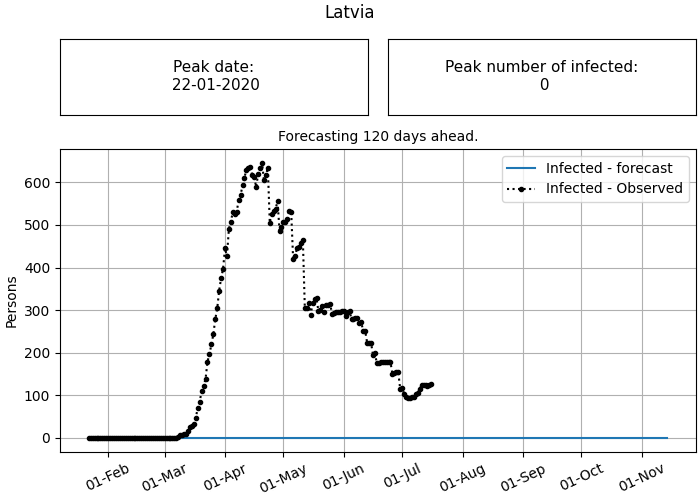 Latvia
Peak date:
22-01-2020
Peak number of infected:
0
Forecasting 120 days ahead.
Infected - forecast
Infected - Observed
Persons
600
500
400
300
200
100
0
01-Feb
01-Mar
01-Apr
01-May
01-Jun
01-Jul
01-Aug
01-Sep
01-Oct
01-Nov